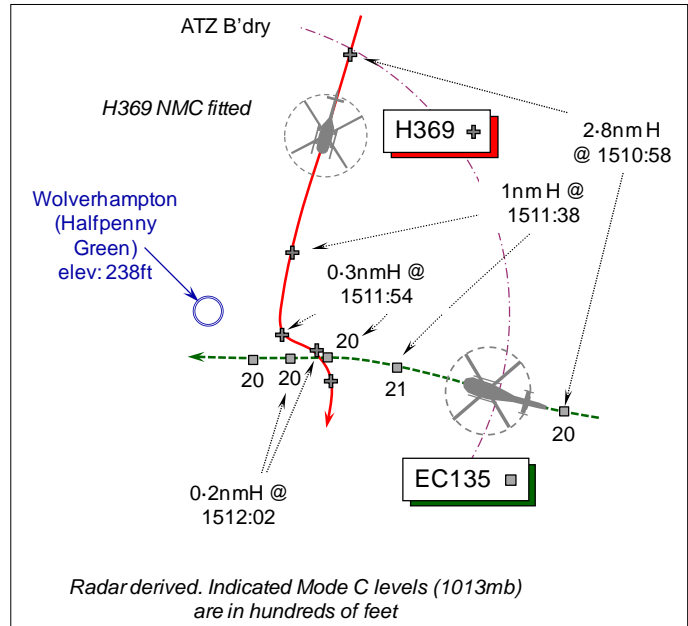 ATZ B'dry
H369 NMC fitted
H369
2·8nm H
@ 1510:58
1nm H @
1511:38
Wolverhampton
(Halfpenny
Green)
elev: 238ft
0·3nmH @
1511:54
20
20
20
21
20
EC135
0·2nmH @
1512:02
Radar derived. Indicated Mode C levels (1013mb)
are in hundreds of feet